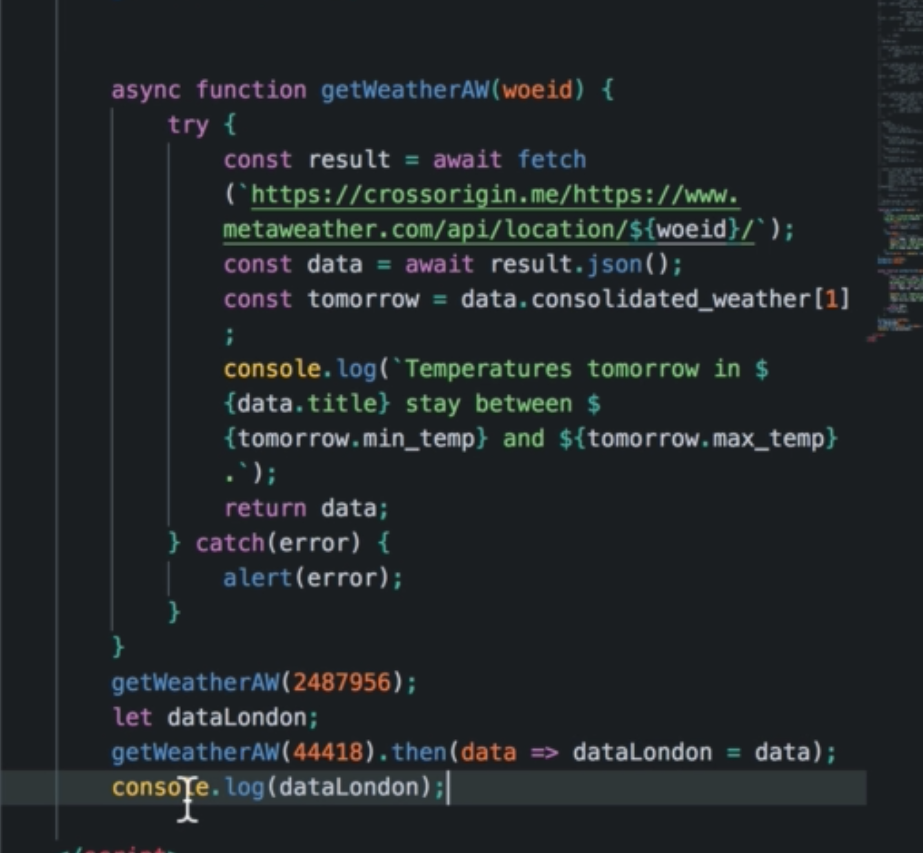 async function getWeatherAW(woeid) {
try {
const result = await fetch
(`https://crossorigin.me/https://www.
metaweather.com/api/location/${woeid}/`);
const data = await result.json();
const tomorrow = data.consolidated_weather[1]
;
console.log(`Temperatures tomorrow in $
{data.title} stay between $
{tomorrow.min_temp} and ${tomorrow.max_temp}
.`);
return data;
} catch(error) {
alert(error);
}
}
getWeatherAW(2487956);
let dataLondon;
getWeatherAW(44418).then(data => dataLondon = data);
console.log(dataLondon);